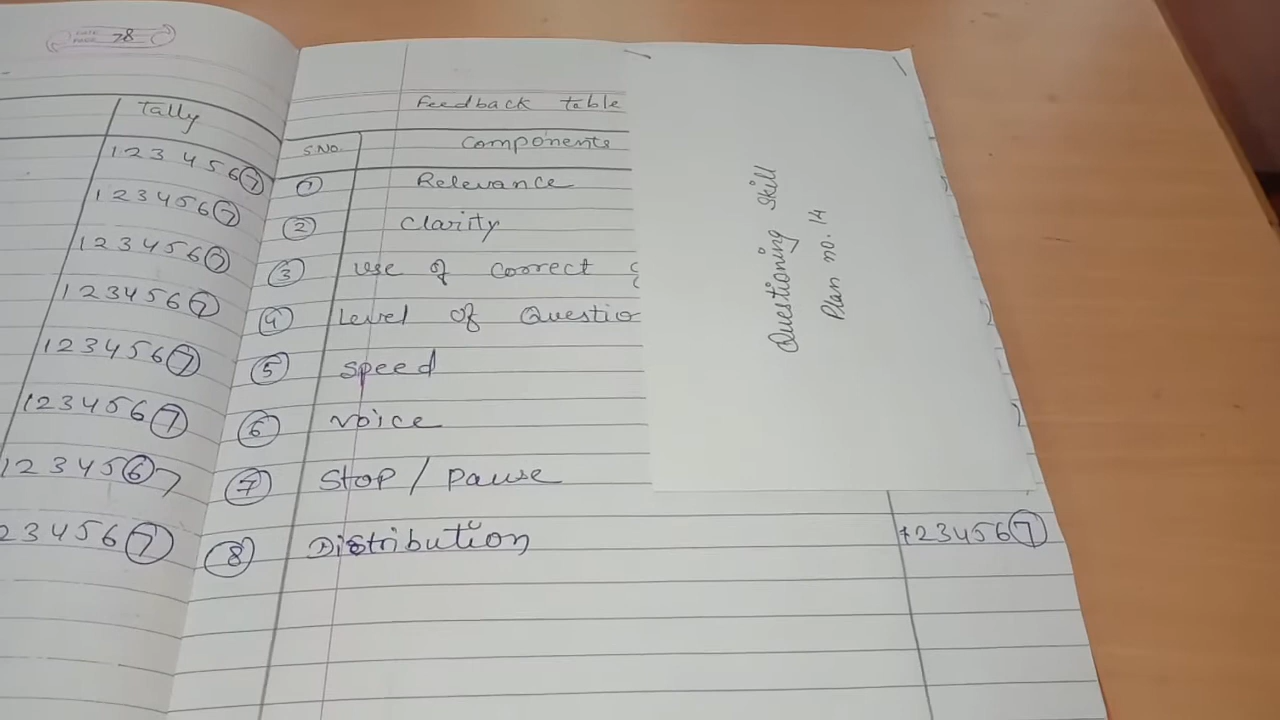 78
Tally
1 2 3 4 5 6 7
1 2 3 4 5 6 7
1 2 3 4 5 6 7
1 2 3 4 5 6 7
1 2 3 4 5 6 7
1 2 3 4 5 6 7
1 2 3 4 5 6 7
2 3 4 5 6 7
Feedback table
S.NO. Components
1 Relevance
2 Clarity
3 Use of correct
4 Level of Questio
5 Speed
6 Voice
7 Stop / Pause
8 Distribution 1 2 3 4 5 6 7
Questioning Skill
Plan no. 14